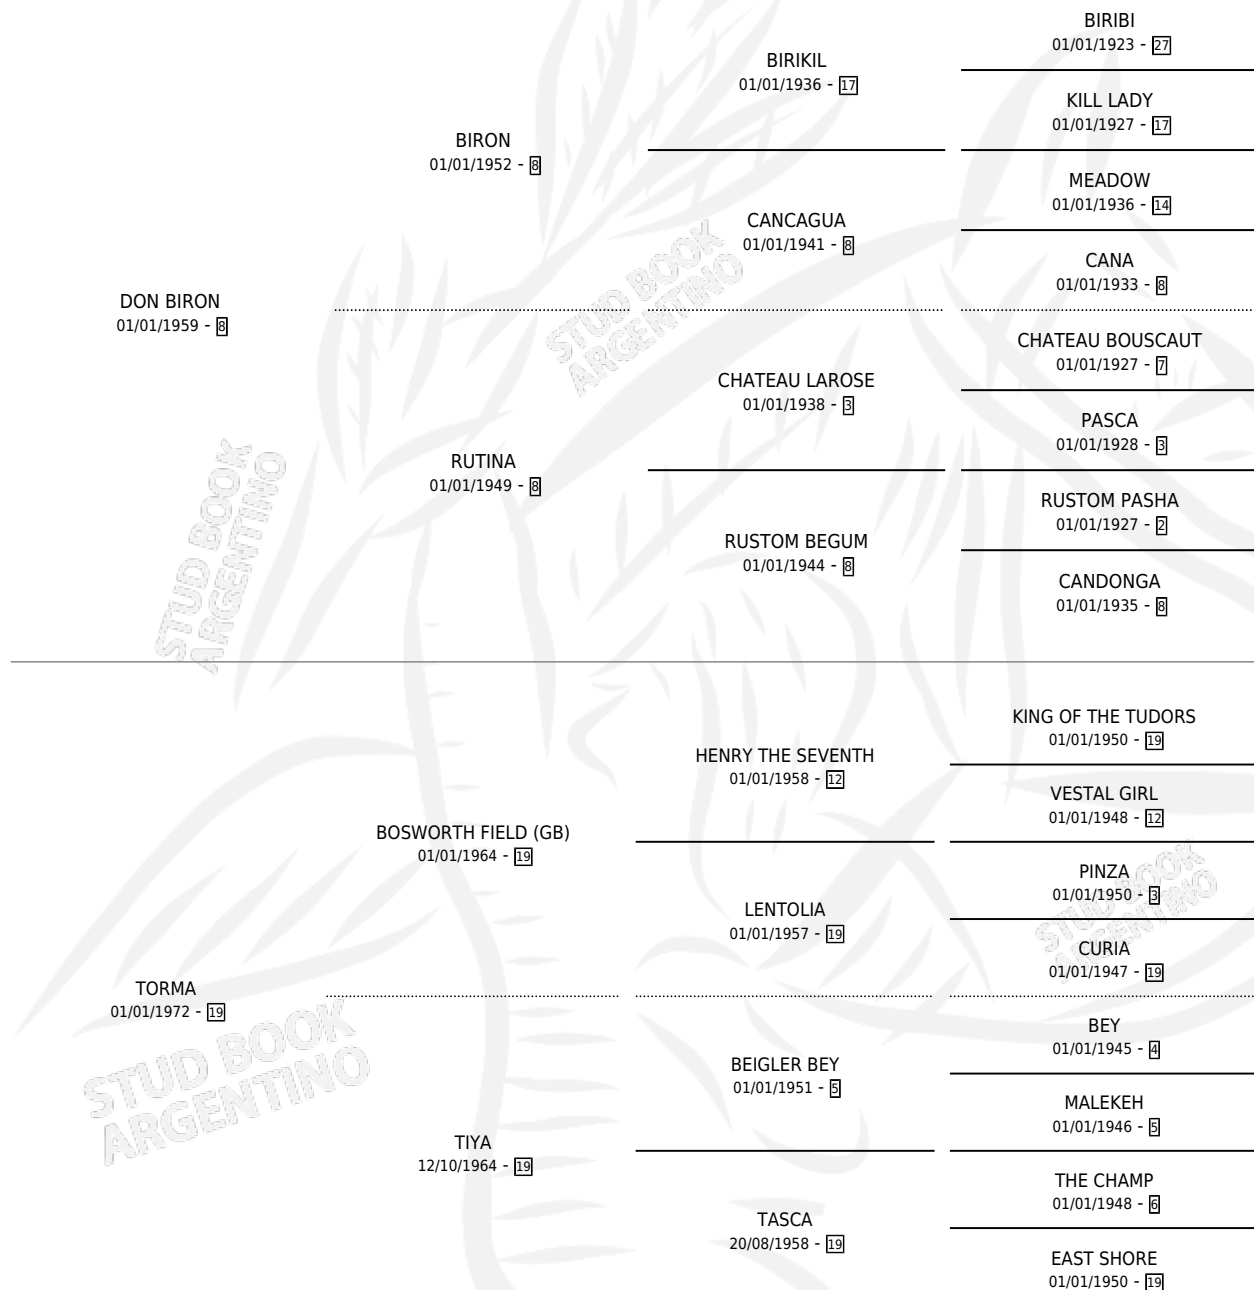 BIRIBI
01/01/1923 - 27
BIRIKIL
01/01/1936 - 17
KILL LADY
01/01/1927 - 17
BIRON
01/01/1952 - 8
MEADOW
01/01/1936 - 14
CANCAGUA
01/01/1941 - 8
CANA
01/01/1933 - 8
DON BIRON
01/01/1959 - 8
CHATEAU BOUSCAUT
01/01/1927 - 7
CHATEAU LAROSE
01/01/1938 - 3
PASCA
01/01/1928 - 3
RUTINA
01/01/1949 - 8
RUSTOM PASHA
01/01/1927 - 2
RUSTOM BEGUM
01/01/1944 - 8
CANDONGA
01/01/1935 - 8
KING OF THE TUDORS
01/01/1950 - 19
HENRY THE SEVENTH
01/01/1958 - 12
VESTAL GIRL
01/01/1948 - 12
BOSWORTH FIELD (GB)
01/01/1964 - 19
PINZA
01/01/1950 - 3
LENTOLIA
01/01/1957 - 19
CURIA
01/01/1947 - 19
TORMA
01/01/1972 - 19
BEY
01/01/1945 - 4
BEIGLER BEY
01/01/1951 - 5
MALEKEH
01/01/1946 - 5
TIYA
12/10/1964 - 19
THE CHAMP
01/01/1948 - 6
TASCA
20/08/1958 - 19
EAST SHORE
01/01/1950 - 19
STUD BOOK
ARGENTINO
STUD BOOK
ARGENTINO
STUD BOOK
ARGENTINO
STUD BOOK
ARGENTINO